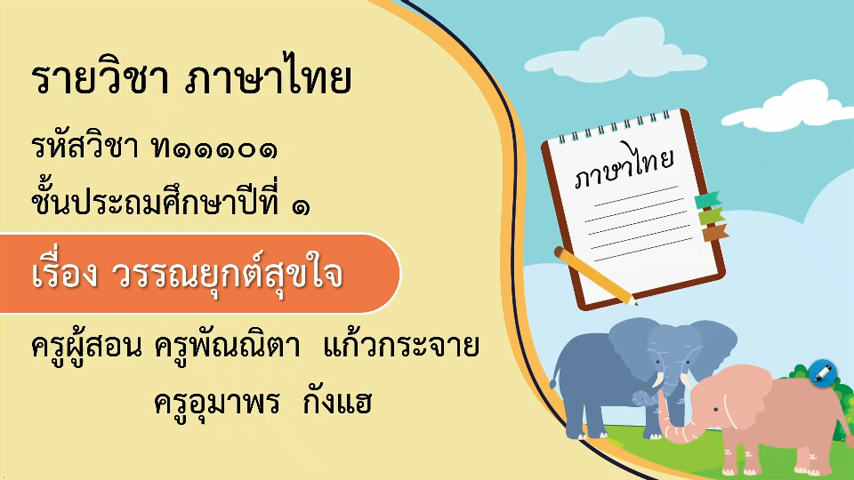 รายวิชา ภาษาไทย
รหัสวิชา ท๑๑๑๐๑
ชั้นประถมศึกษาปีที่ ๑
เรื่อง วรรณยุกต์สุขใจ
ครูผู้สอน ครูพัณณิตา แก้วกระจาย
ครูอุมาพร กังแฮ
ภาษาไทย